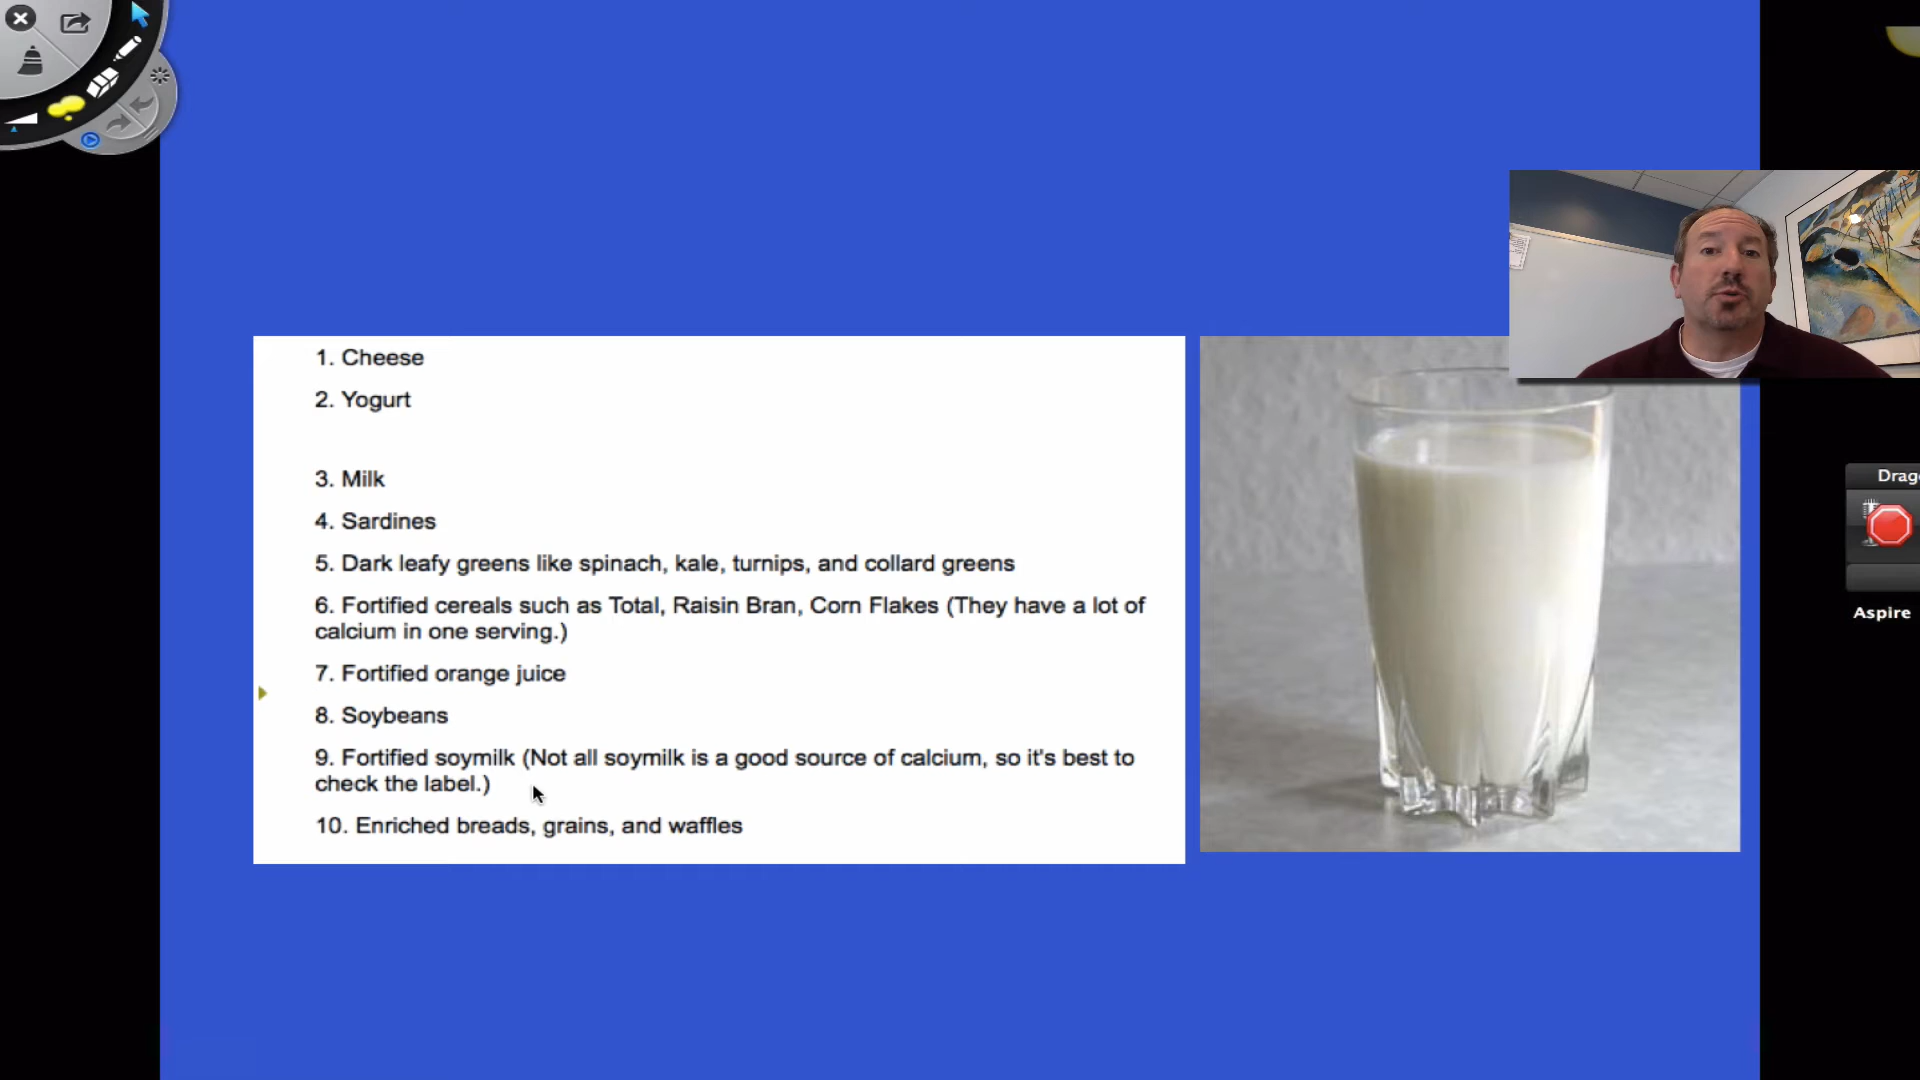 1. Cheese
2. Yogurt
3. Milk
4. Sardines
5. Dark leafy greens like spinach, kale, turnips, and collard greens
6. Fortified cereals such as Total, Raisin Bran, Corn Flakes (They have a lot of
calcium in one serving.)
7. Fortified orange juice
8. Soybeans
9. Fortified soymilk (Not all soymilk is a good source of calcium, so it's best to
check the label.)
10. Enriched breads, grains, and waffles
Drag
Aspire